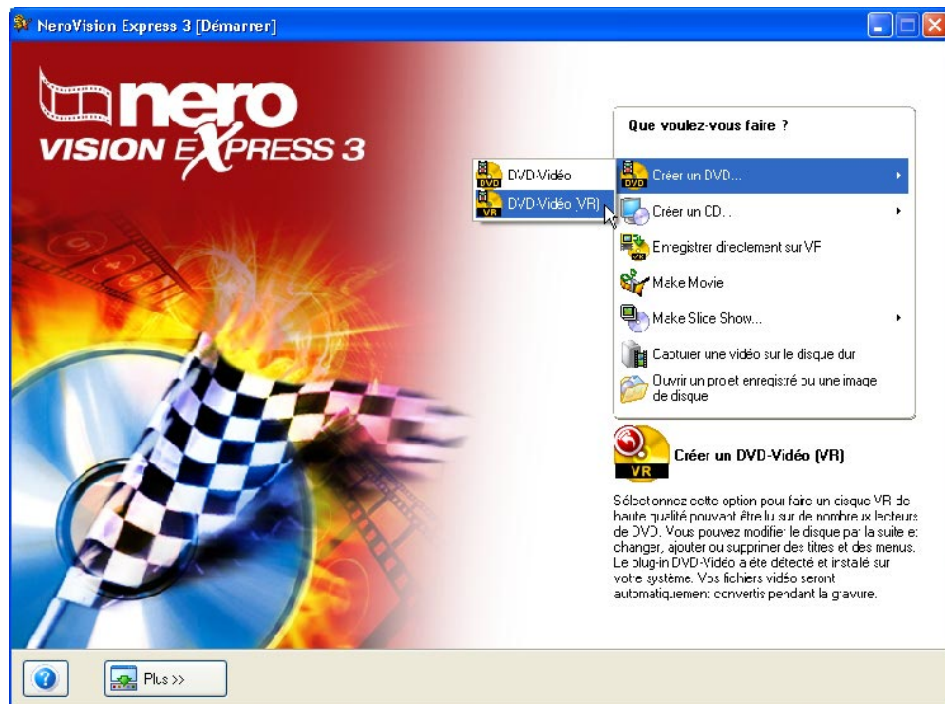 NeroVision Express 3 [Démarrer]
nero
VISION EXPRESS 3
Que voulez-vous faire ?
DVD-Vidéo
DVD-Vidéo (VR)
Créer un DVD...
Créer un CD...
Enregistrer directement sur VF
Make Movie
Make Slice Show...
Capturer une vidéo sur le disque dur
Ouvrir un projet enregistré ou une image
de disque
Créer un DVD-Vidéo (VR)
Sélectionnez cette option pour faire un disque VR de
haute qualité pouvant être lu sur de nombreux lecteurs
de DVD. Vous pouvez modifier le disque par la suite et
changer, ajouter ou supprimer des titres et des menus.
Le plug-in DVD-Vidéo a été détecté et installé sur
votre système. Vos fichiers vidéo seront
automatiquement convertis pendant la gravure.
Plus >>